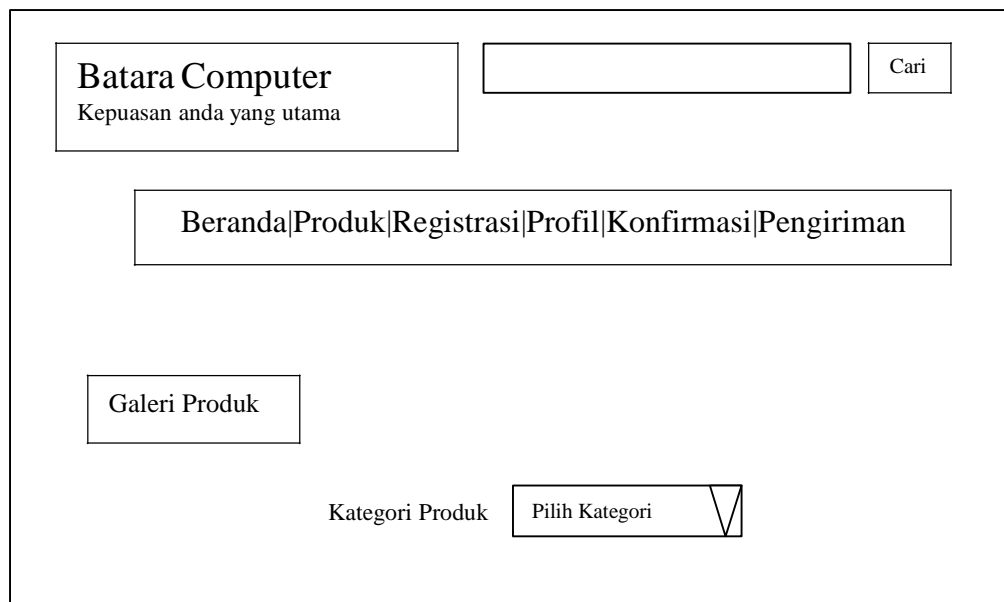 Batara Computer
Kepuasan anda yang utama
Cari
Beranda|Produk|Registrasi|Profil|Konfirmasi|Pengiriman
Galeri Produk
Kategori Produk
Pilih Kategori